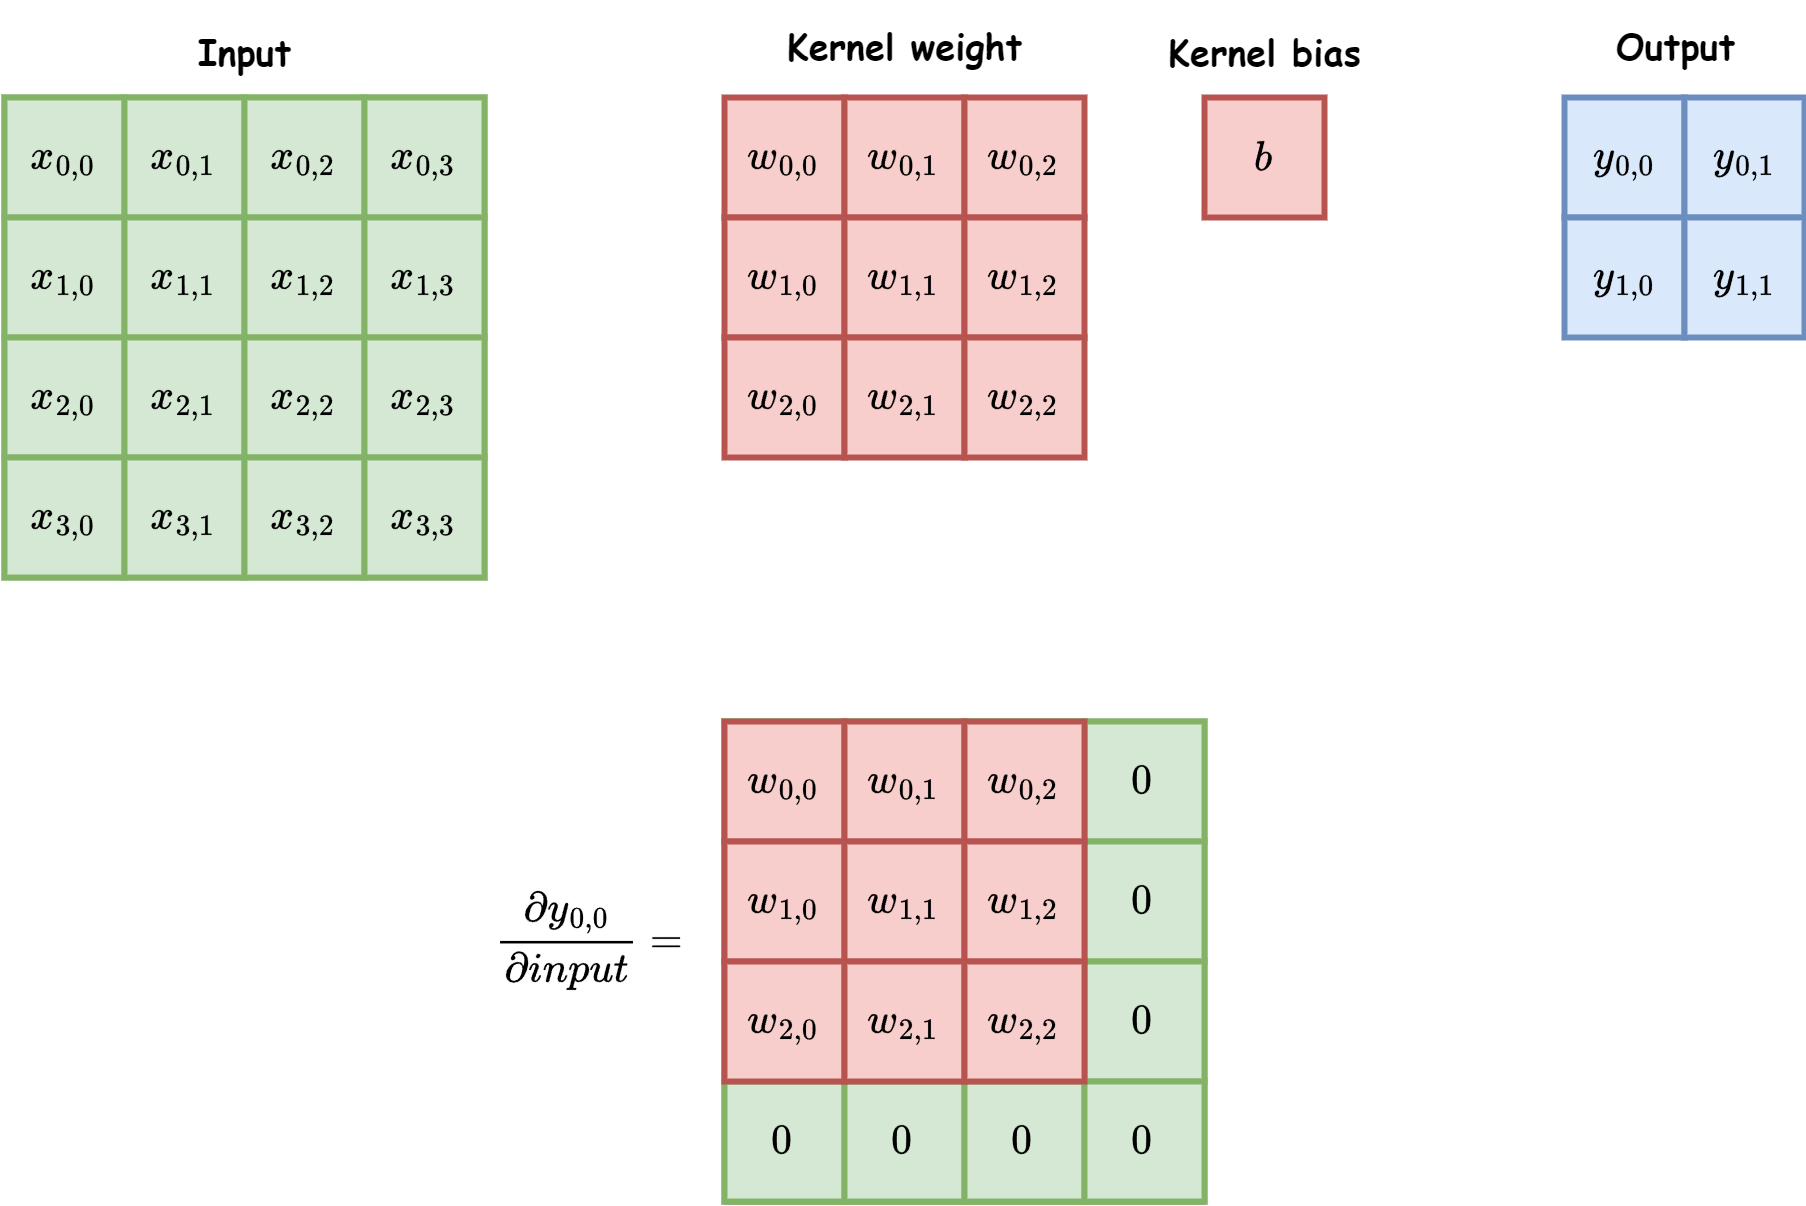 Input Kernel weight Kernel bias Output
x_{0,0} x_{0,1} x_{0,2} x_{0,3} w_{0,0} w_{0,1} w_{0,2} b y_{0,0} y_{0,1}
x_{1,0} x_{1,1} x_{1,2} x_{1,3} w_{1,0} w_{1,1} w_{1,2} y_{1,0} y_{1,1}
x_{2,0} x_{2,1} x_{2,2} x_{2,3} w_{2,0} w_{2,1} w_{2,2}
x_{3,0} x_{3,1} x_{3,2} x_{3,3}
\frac{∂y_{0,0}}{∂input} =
w_{0,0} w_{0,1} w_{0,2} 0
w_{1,0} w_{1,1} w_{1,2} 0
w_{2,0} w_{2,1} w_{2,2} 0
0 0 0 0